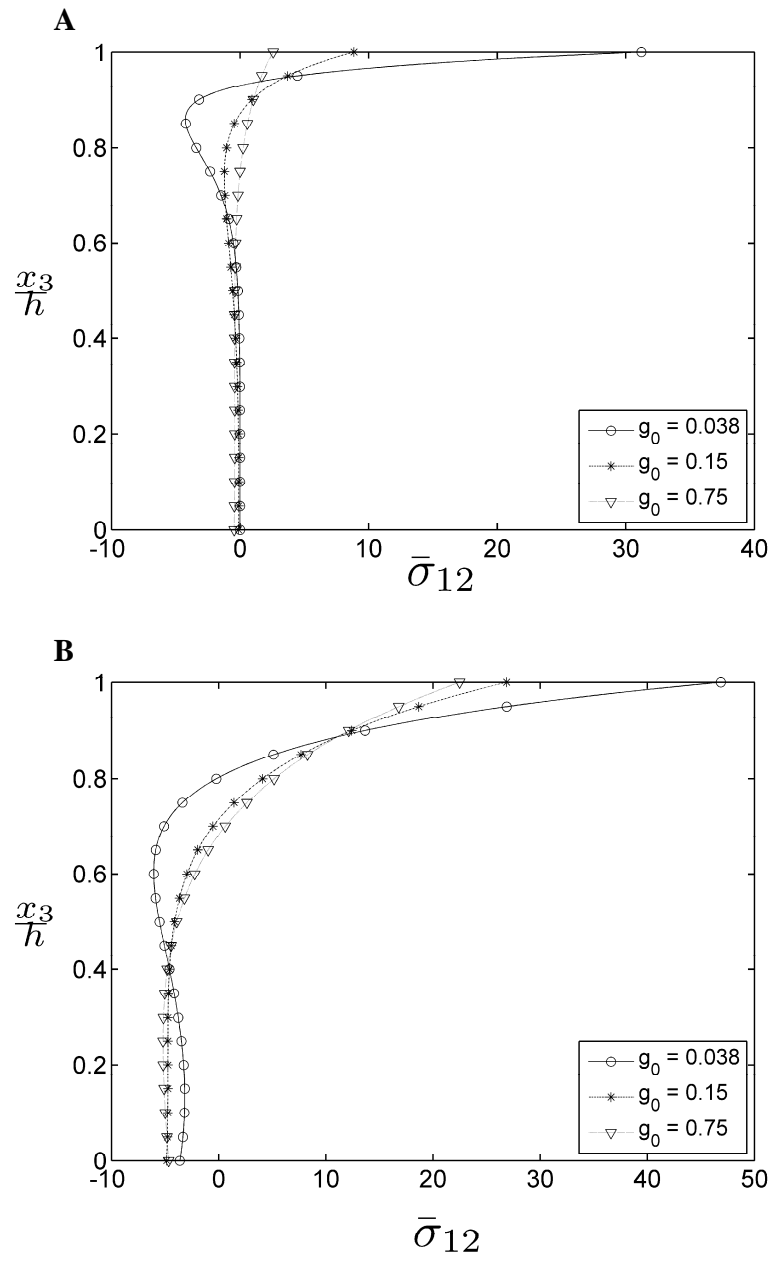 A
1
0.8
0.6
x₃/h
0.4
0.2
0
-10 0 10 20 30 40
σ̄₁₂
g₀ = 0.038
g₀ = 0.15
g₀ = 0.75
B
1
0.8
0.6
x₃/h
0.4
0.2
0
-10 0 10 20 30 40 50
σ̄₁₂
g₀ = 0.038
g₀ = 0.15
g₀ = 0.75